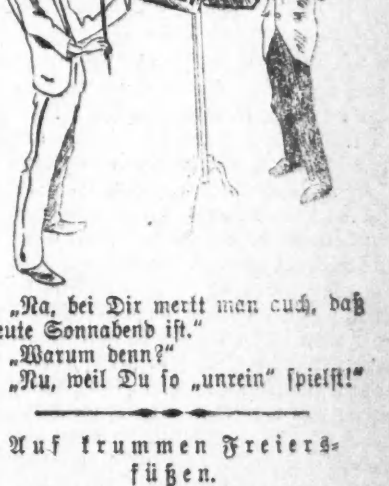 „Na, bei Dir merkt man auch, daß
eute Sonnabend ist.“
„Warum denn?“
„Nu, weil Du so „unrein“ spielst!“
Auf krummen Freiers=
füßen.